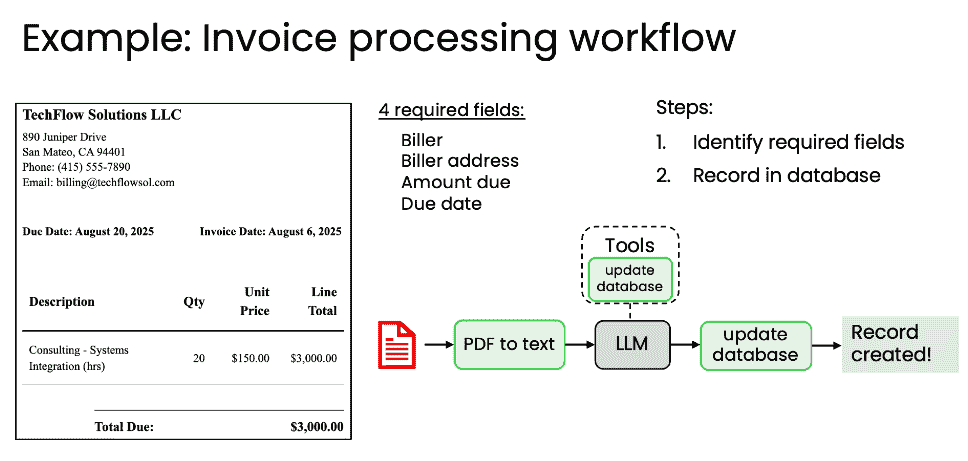 Example: Invoice processing workflow
TechFlow Solutions LLC
890 Juniper Drive
San Mateo, CA 94401
Phone: (415) 555-7890
Email: billing@techflowsol.com
Due Date: August 20, 2025 Invoice Date: August 6, 2025
Description Qty Unit Price Line Total
Consulting - Systems Integration (hrs) 20 $150.00 $3,000.00
Total Due: $3,000.00
4 required fields:
Biller
Biller address
Amount due
Due date
Steps:
1. Identify required fields
2. Record in database
Tools
update
database
PDF to text
LLM
update
database
Record
created!